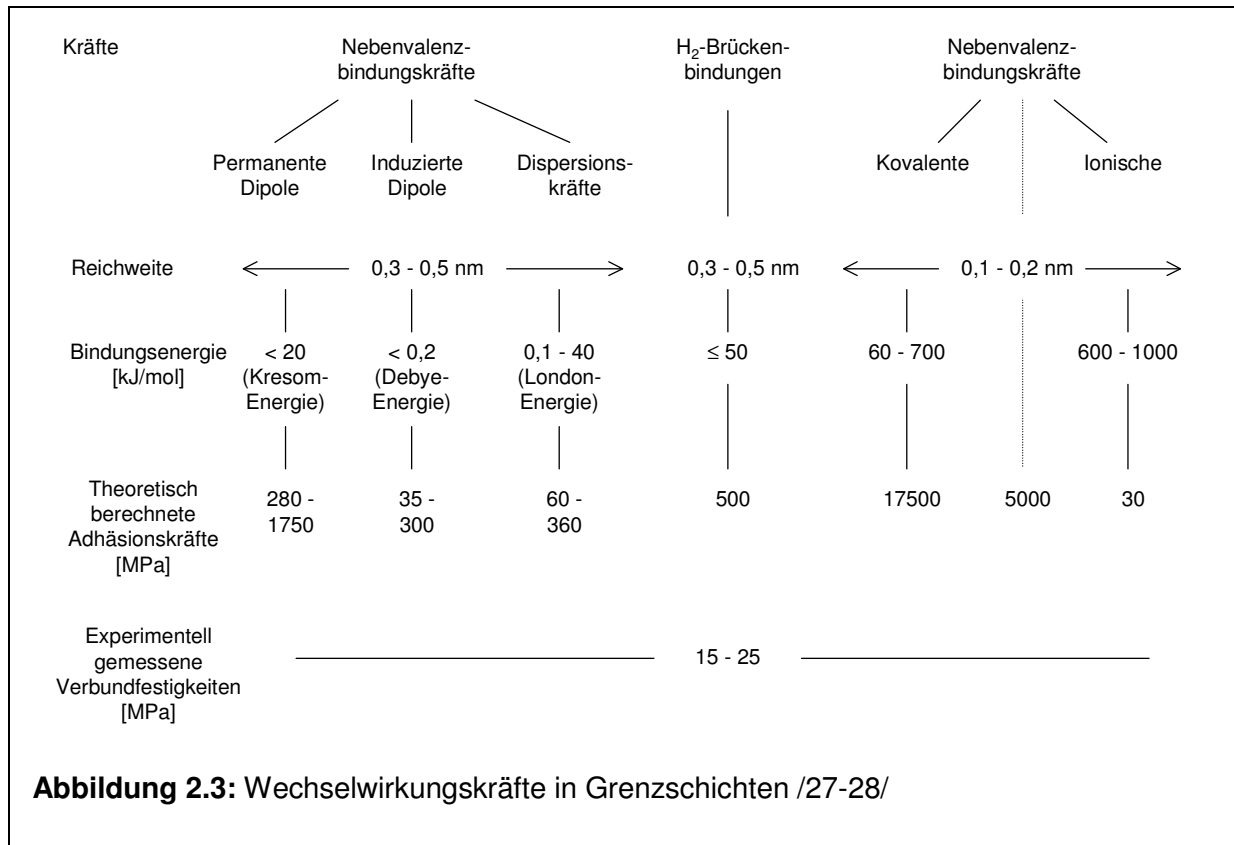 Kräfte
Nebenvalenz-
bindungskräfte
H₂-Brücken-
bindungen
Nebenvalenz-
bindungskräfte
Permanente
Dipole
Induzierte
Dipole
Dispersions-
kräfte
Kovalente
Ionische
Reichweite
0,3 - 0,5 nm
0,3 - 0,5 nm
0,1 - 0,2 nm
Bindungsenergie
[kJ/mol]
< 20
(Kresom-
Energie)
< 0,2
(Debye-
Energie)
0,1 - 40
(London-
Energie)
≤ 50
60 - 700
600 - 1000
Theoretisch
berechnete
Adhäsionskräfte
[MPa]
280 -
1750
35 -
300
60 -
360
500
17500
5000
30
Experimentell
gemessene
Verbundfestigkeiten
[MPa]
15 - 25
Abbildung 2.3: Wechselwirkungskräfte in Grenzschichten /27-28/